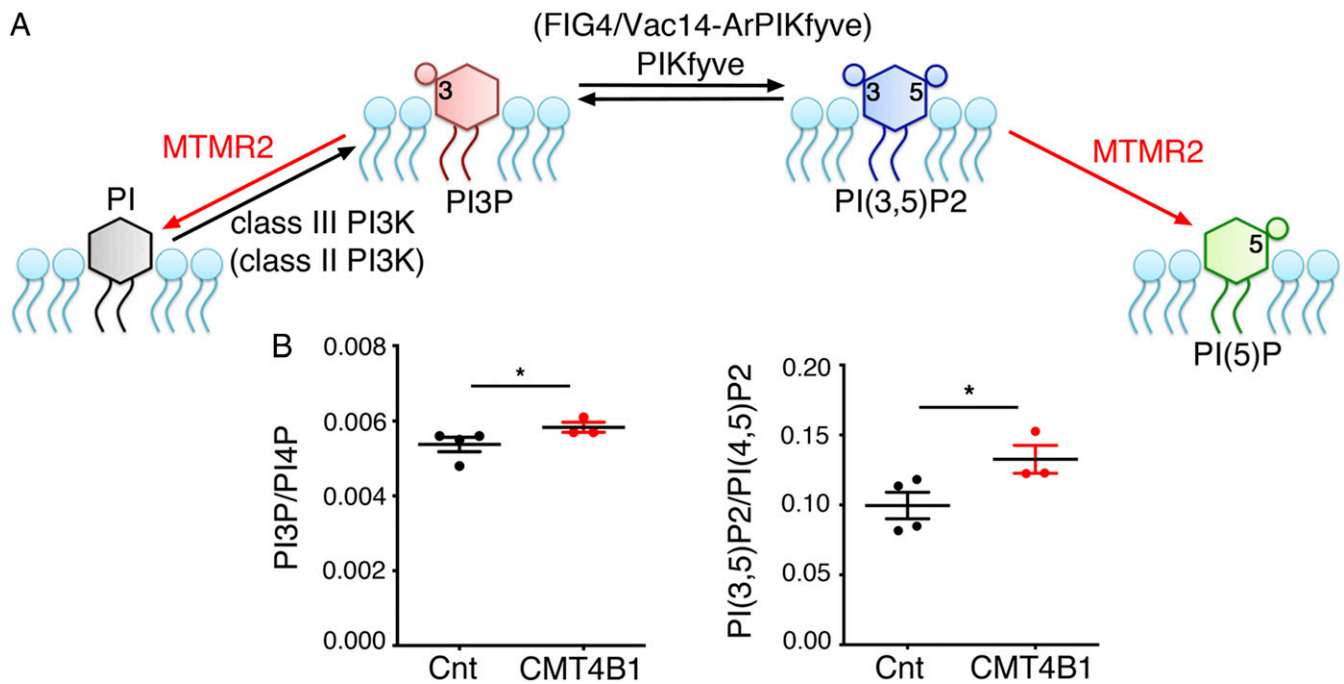 A
(FIG4/Vac14-ArPIKfyve)
PIKfyve
3
3 5
MTMR2
MTMR2
PI3P
PI(3,5)P2
PI
class III PI3K
(class II PI3K)
5
PI(5)P
B
PI3P/PI4P
0.008
0.006
0.004
0.002
0.000
*
Cnt CMT4B1
PI(3,5)P2/PI(4,5)P2
0.20
0.15
0.10
0.05
0.00
*
Cnt CMT4B1